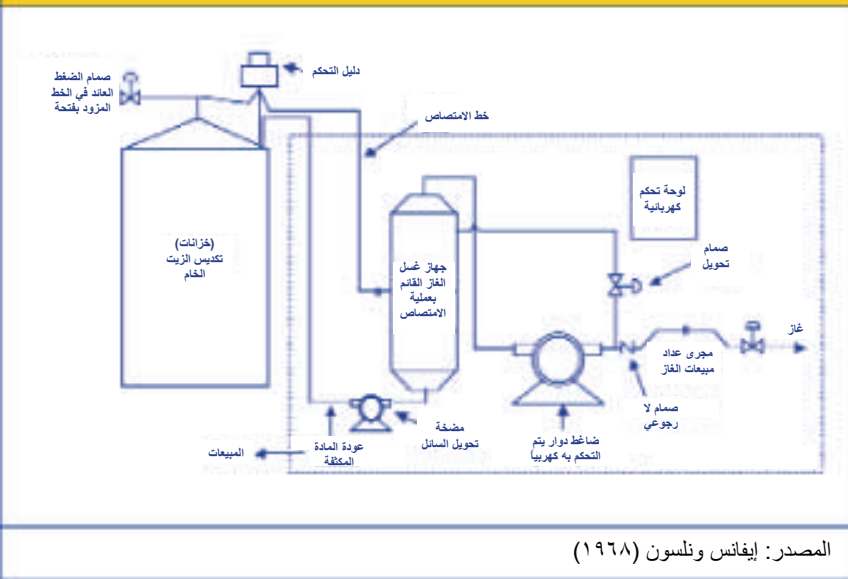 دليل التحكم
صمام الضغط
العائد في الخط
المزود بفتحة
خط الامتصاص
لوحة تحكم
كهربائية
(خزانات)
تكديس الزيت
الخام
جهاز غسل
الغاز القائم
بعملية
الامتصاص
صمام
تحويل
غاز
مجرى عداد
مبيعات الغاز
صمام لا
رجوعي
مضخة
تحويل السائل
ضاغط دوار يتم
التحكم به كهربياً
عودة المادة
المكثفة
المبيعات
المصدر: إيفانس ونلسون (١٩٦٨)